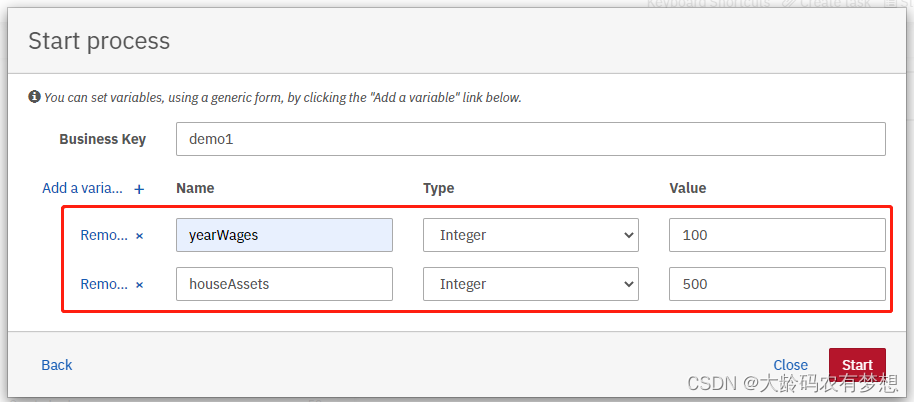 Keyboard Shortcuts Create task
Start process
You can set variables, using a generic form, by clicking the "Add a variable" link below.
Business Key demo1
Add a varia... + Name Type Value
Remo... × yearWages Integer 100
Remo... × houseAssets Integer 500
Back Close Start
CSDN @大龄码农有梦想